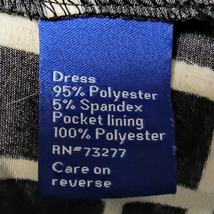 Dress
95% Polyester
5% Spandex
Pocket lining
100% Polyester
RN#73277
Care on
reverse